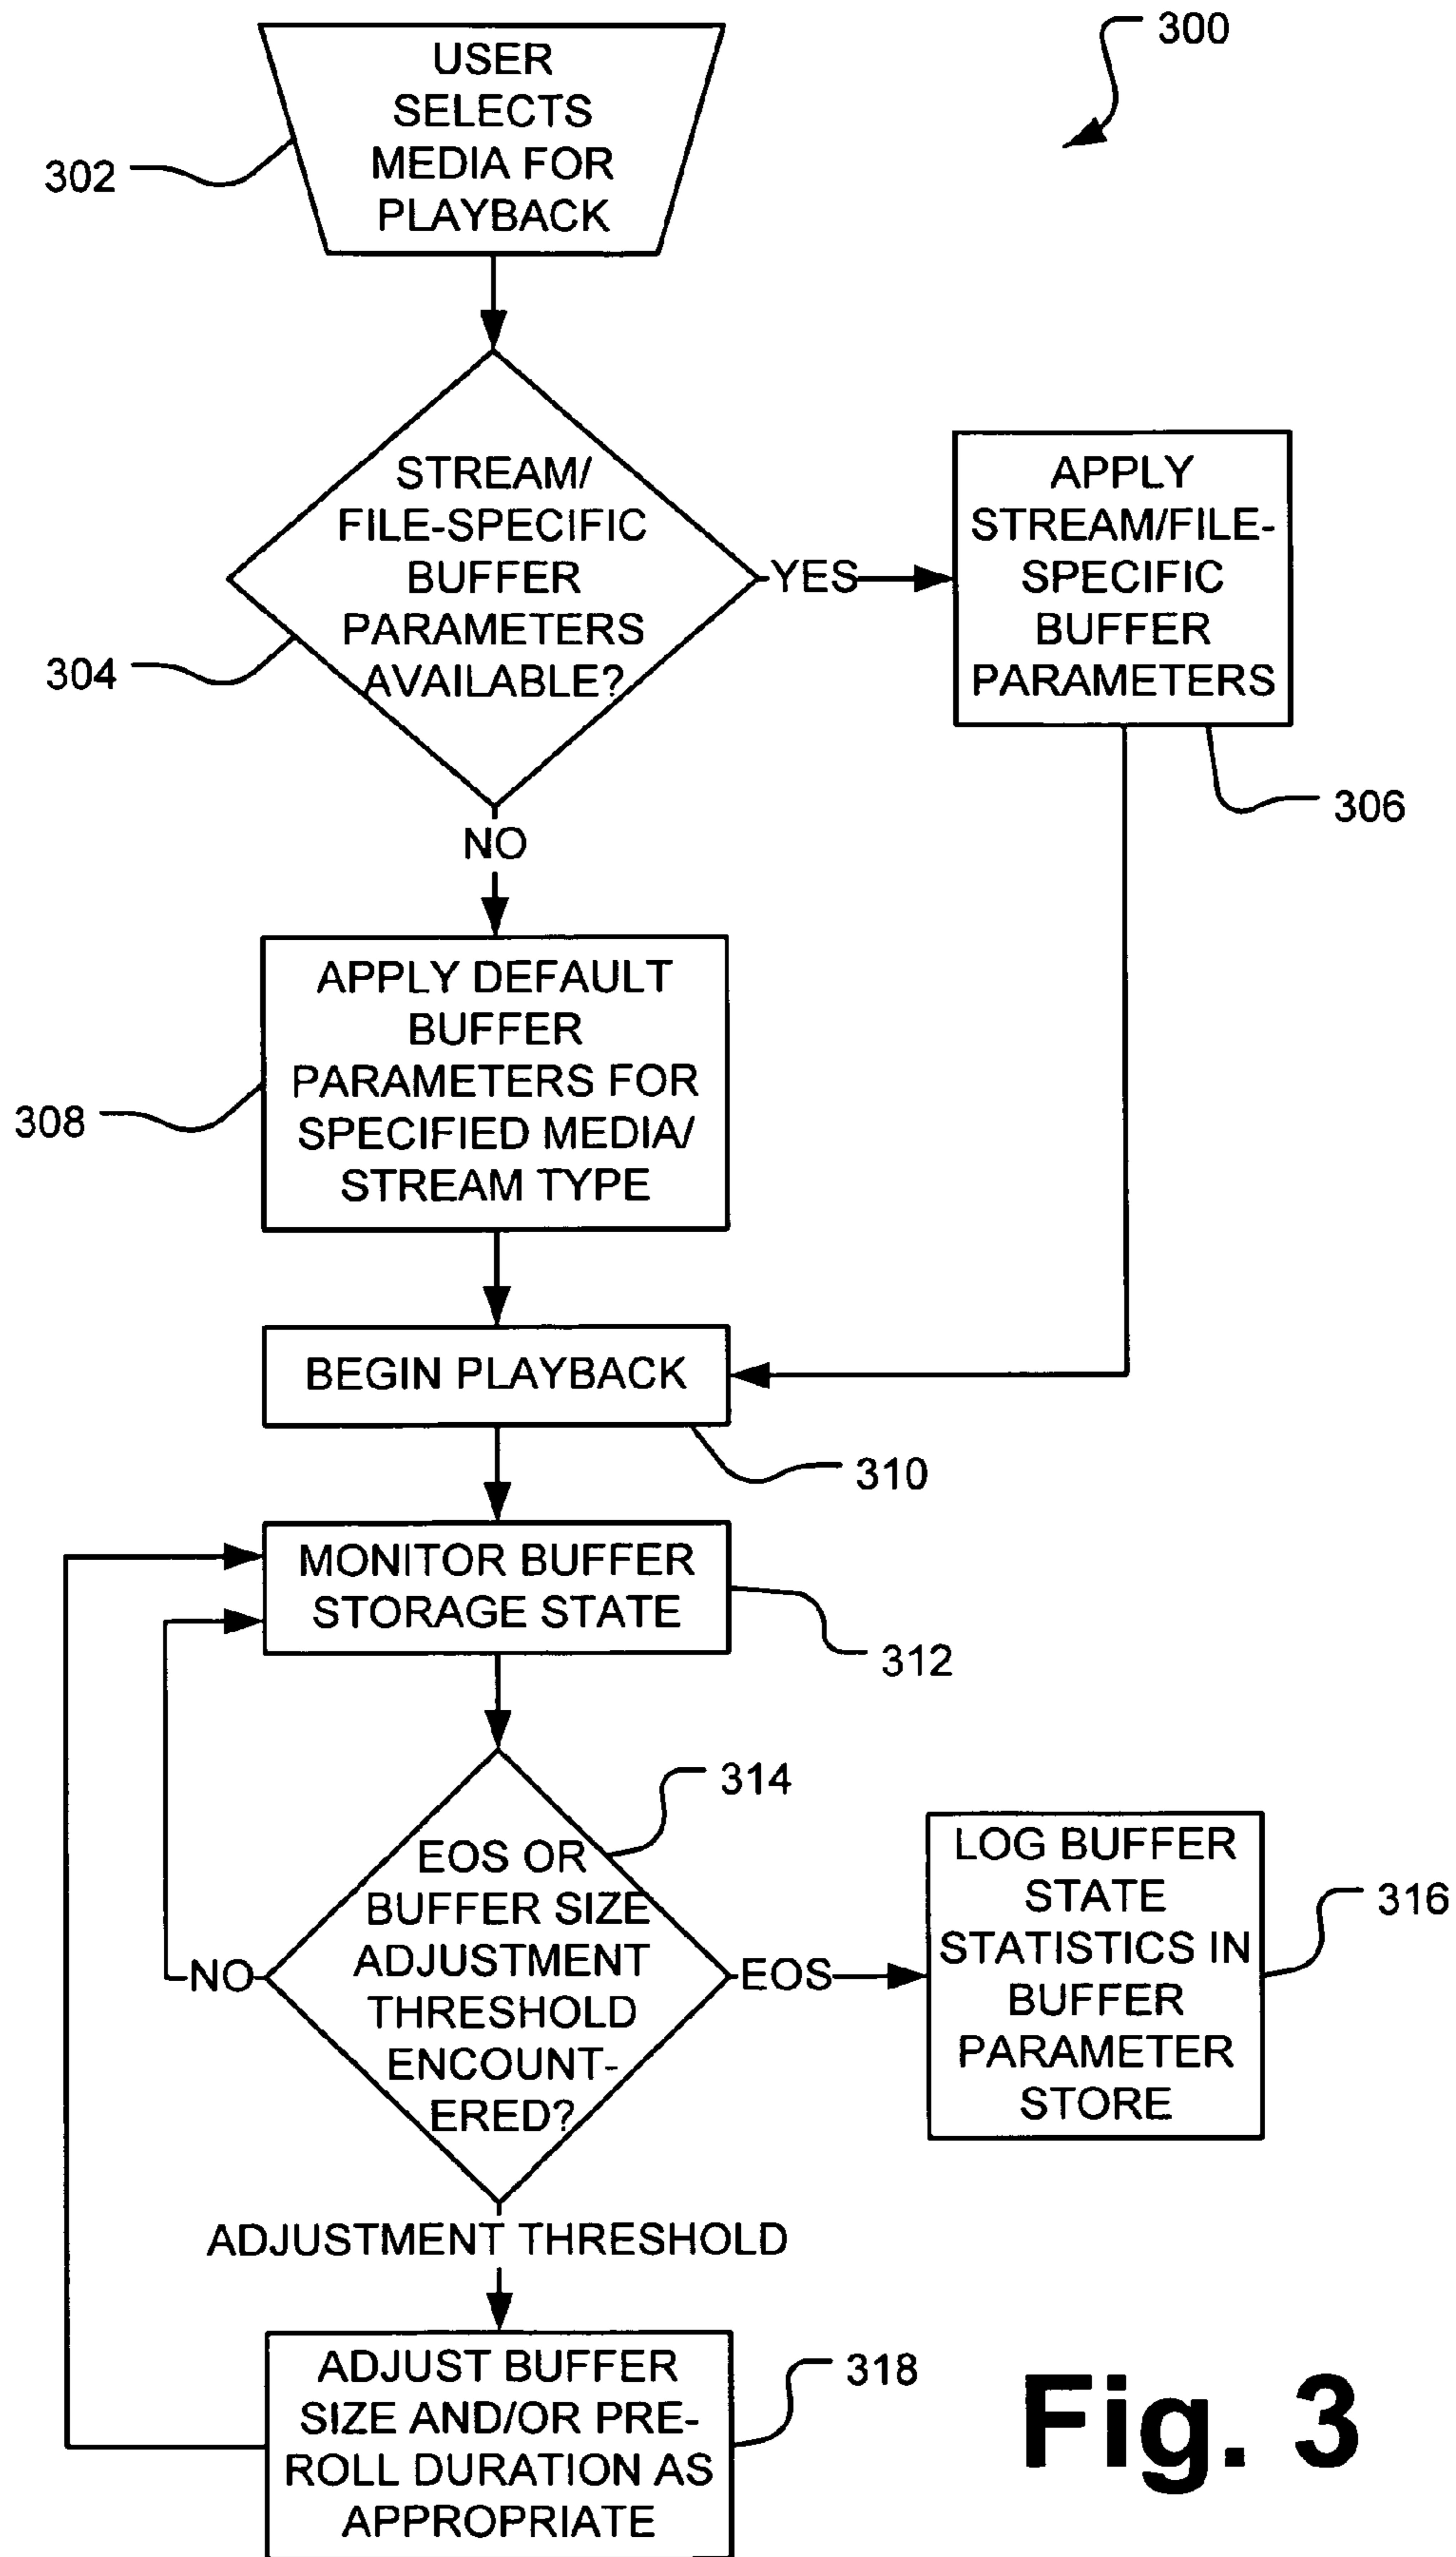 300
USER
SELECTS
MEDIA FOR
PLAYBACK
302
STREAM/
FILE-SPECIFIC
BUFFER
PARAMETERS
AVAILABLE?
304
YES
APPLY
STREAM/FILE-
SPECIFIC
BUFFER
PARAMETERS
306
NO
APPLY DEFAULT
BUFFER
PARAMETERS FOR
SPECIFIED MEDIA/
STREAM TYPE
308
BEGIN PLAYBACK
310
MONITOR BUFFER
STORAGE STATE
312
314
EOS OR
BUFFER SIZE
ADJUSTMENT
THRESHOLD
ENCOUNT-
ERED?
NO
EOS
LOG BUFFER
STATE
STATISTICS IN
BUFFER
PARAMETER
STORE
316
ADJUSTMENT THRESHOLD
ADJUST BUFFER
SIZE AND/OR PRE-
ROLL DURATION AS
APPROPRIATE
318
Fig. 3